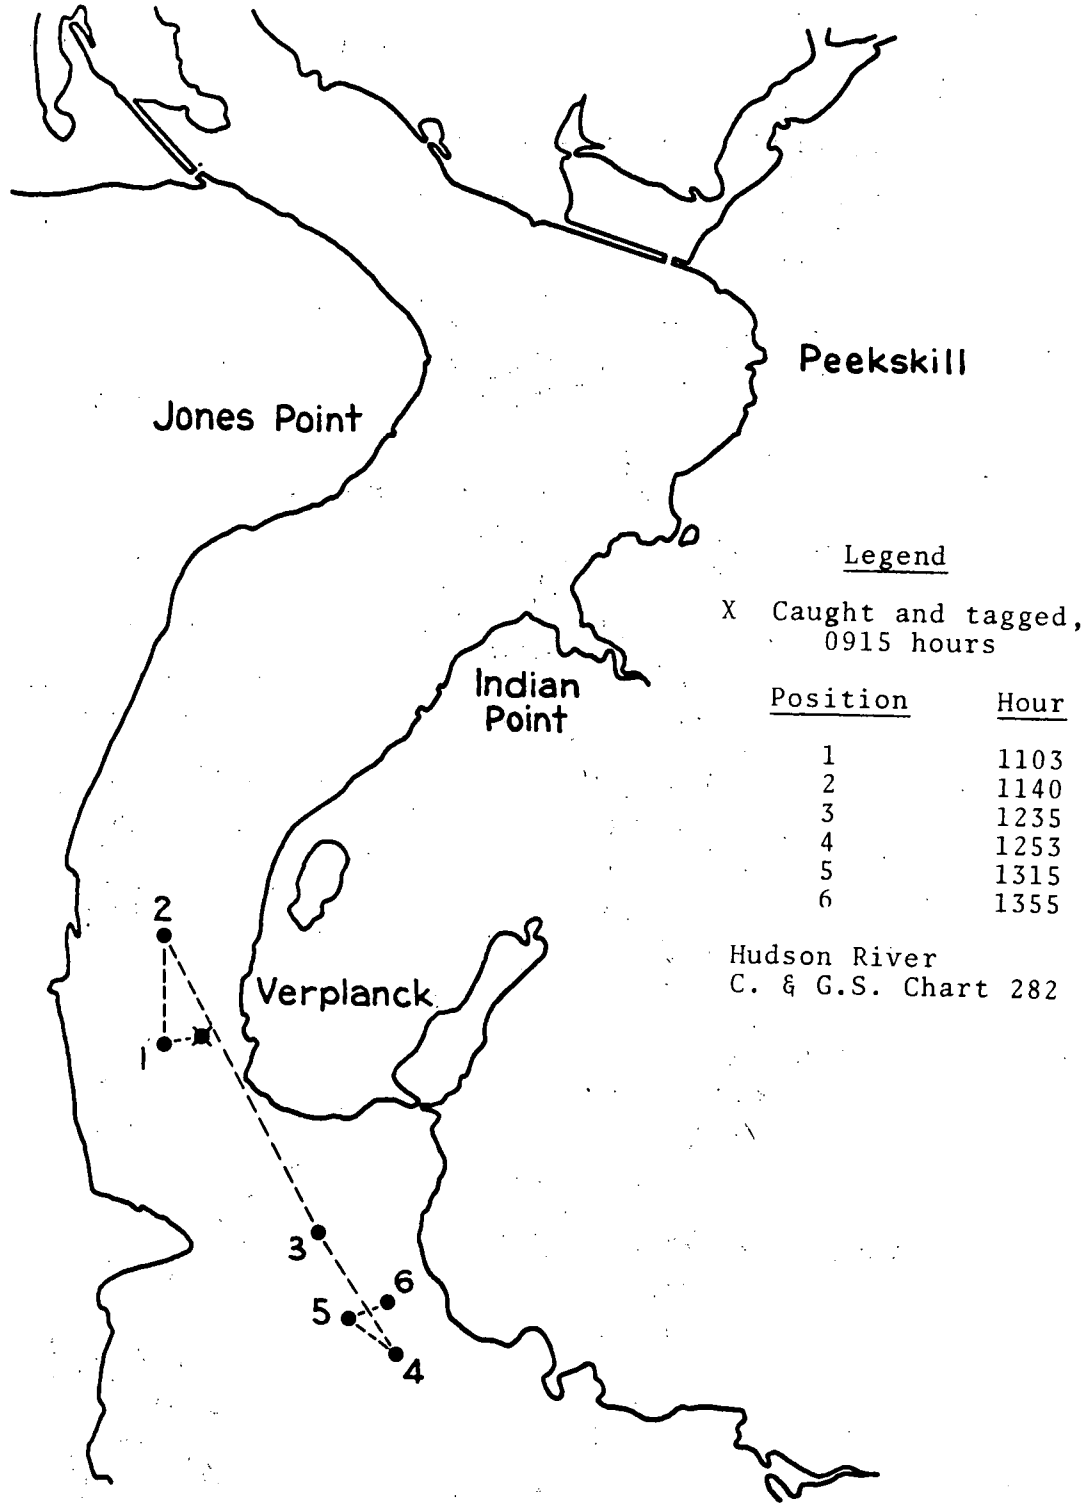 Peekskill
Jones Point
Legend
X Caught and tagged,
0915 hours
Indian
Point
Position Hour
1 1103
2 1140
3 1235
4 1253
5 1315
6 1355
Hudson River
C. & G.S. Chart 282
2
Verplanck
1
3
6
5
4